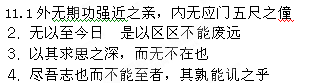 11.1 外无期功强近之亲，内无应门五尺之僮
2. 无以至今日  是以区区不能废远
3. 以其求思之深，而无不在也
4. 尽吾志也而不能至者，其孰能讥之乎